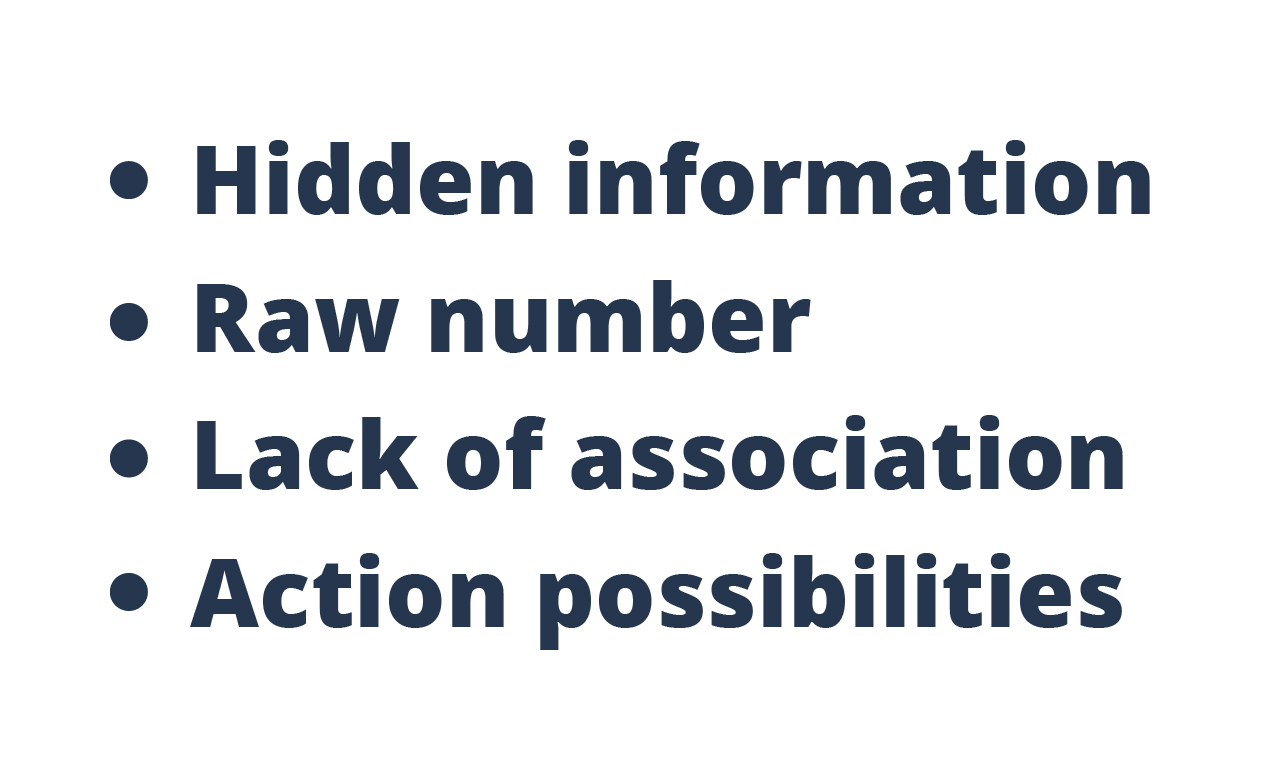 • Hidden information
• Raw number
• Lack of association
• Action possibilities